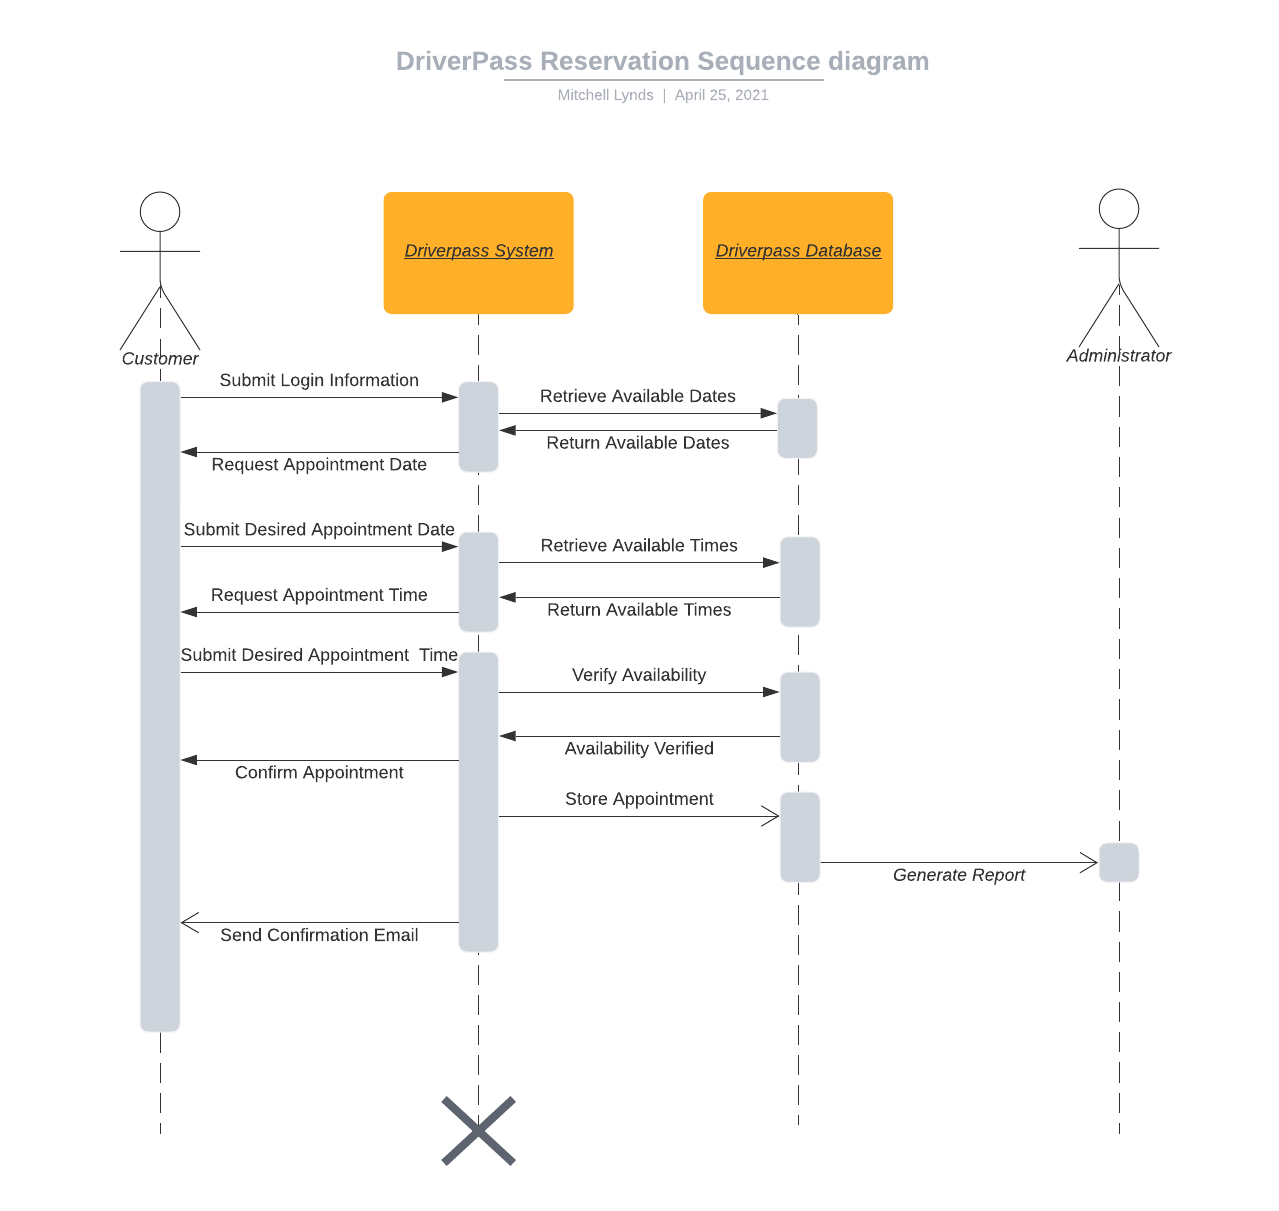 DriverPass Reservation Sequence diagram
Mitchell Lynds | April 25, 2021
Driverpass System
Driverpass Database
Customer
Administrator
Submit Login Information
Retrieve Available Dates
Return Available Dates
Request Appointment Date
Submit Desired Appointment Date
Retrieve Available Times
Request Appointment Time
Return Available Times
Submit Desired Appointment Time
Verify Availability
Availability Verified
Confirm Appointment
Store Appointment
Generate Report
Send Confirmation Email